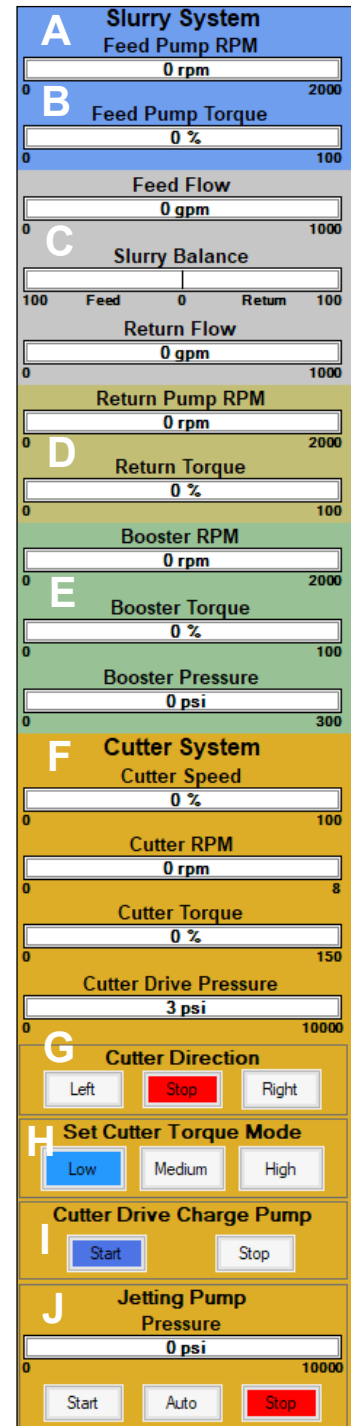 A Slurry System
Feed Pump RPM
0 rpm
0 2000
B
Feed Pump Torque
0 %
0 100
Feed Flow
0 gpm
0 1000
C
Slurry Balance
100 Feed 0 Return 100
Return Flow
0 gpm
0 1000
Return Pump RPM
0 rpm
0 2000
D
Return Torque
0 %
0 100
Booster RPM
0 rpm
0 2000
E
Booster Torque
0 %
0 100
Booster Pressure
0 psi
0 300
F Cutter System
Cutter Speed
0 %
0 100
Cutter RPM
0 rpm
0 8
Cutter Torque
0 %
0 150
Cutter Drive Pressure
3 psi
0 10000
G
Cutter Direction
Left Stop Right
H Set Cutter Torque Mode
Low Medium High
Cutter Drive Charge Pump
I Start Stop
J Jetting Pump
Pressure
0 psi
0 10000
Start Auto Stop